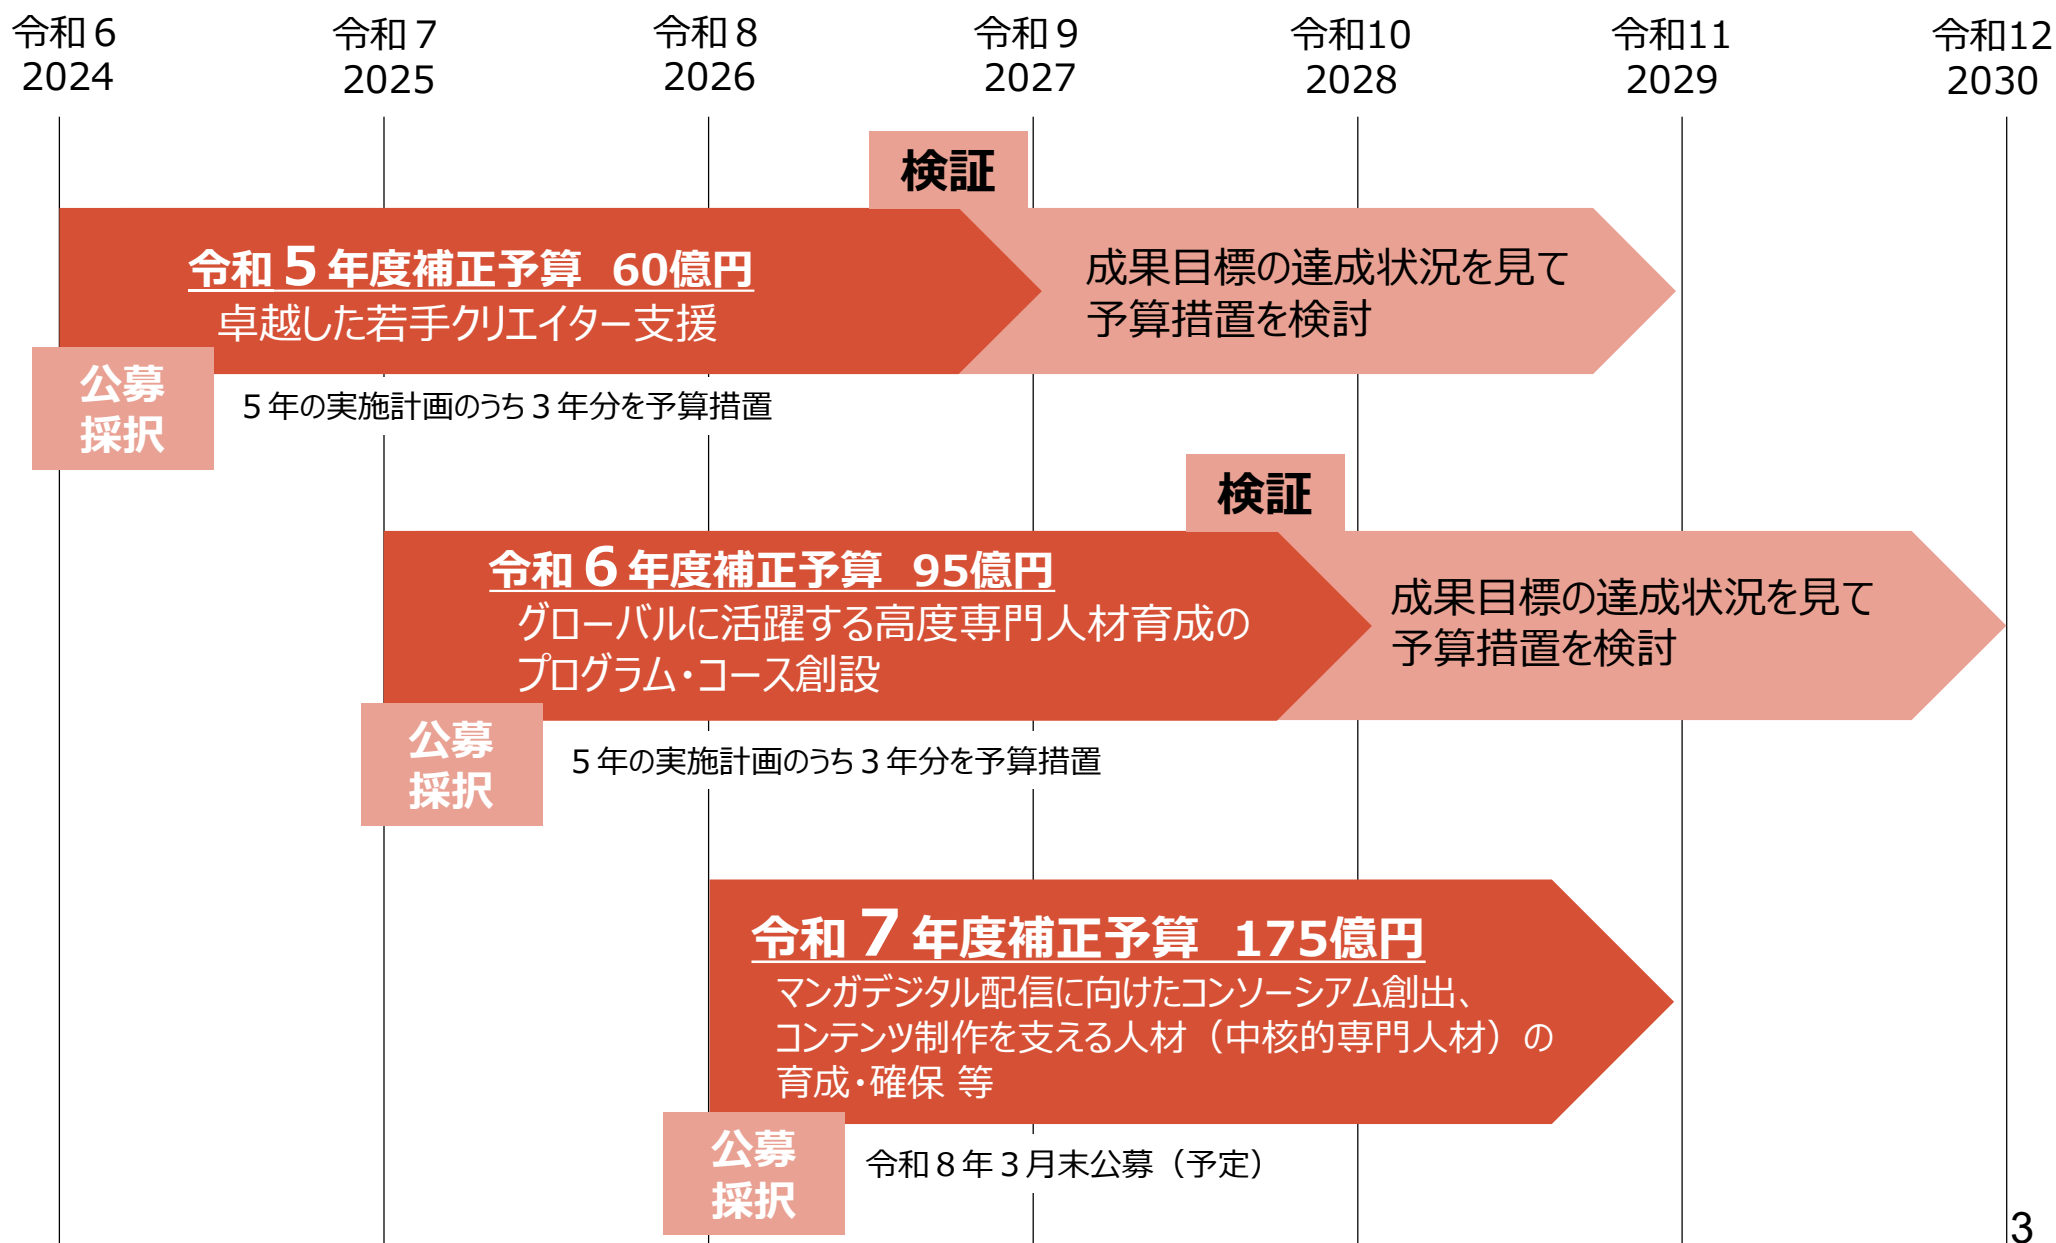 令和６
2024
令和７
2025
令和８
2026
令和９
2027
令和10
2028
令和11
2029
令和12
2030
検証
令和５年度補正予算 60億円
卓越した若手クリエイター支援
成果目標の達成状況を見て
予算措置を検討
公募
採択
５年の実施計画のうち３年分を予算措置
検証
令和６年度補正予算 95億円
グローバルに活躍する高度専門人材育成の
プログラム・コース創設
成果目標の達成状況を見て
予算措置を検討
公募
採択
５年の実施計画のうち３年分を予算措置
令和７年度補正予算 175億円
マンガデジタル配信に向けたコンソーシアム創出、
コンテンツ制作を支える人材（中核的専門人材）の
育成・確保 等
公募
採択
令和８年３月末公募（予定）
3